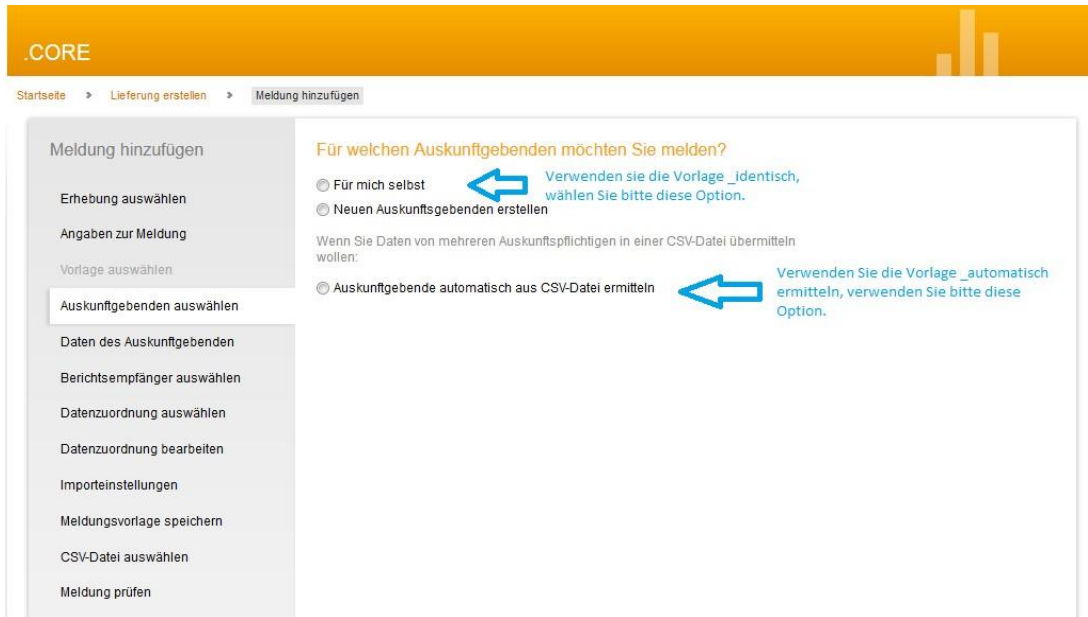 .CORE
Startseite > Lieferung erstellen > Meldung hinzufügen
Meldung hinzufügen
Erhebung auswählen
Angaben zur Meldung
Vorlage auswählen
Auskunftgebenden auswählen
Daten des Auskunftgebenden
Berichtsempfänger auswählen
Datenzuordnung auswählen
Datenzuordnung bearbeiten
Importeinstellungen
Meldungsvorlage speichern
CSV-Datei auswählen
Meldung prüfen
Für welchen Auskunftgebenden möchten Sie melden?
Für mich selbst
Verwenden sie die Vorlage _identisch,
wählen Sie bitte diese Option.
Neuen Auskunftsgebenden erstellen
Wenn Sie Daten von mehreren Auskunftspflichtigen in einer CSV-Datei übermitteln
wollen:
Auskunftgebende automatisch aus CSV-Datei ermitteln
Verwenden Sie die Vorlage _automatisch
ermitteln, verwenden Sie bitte diese
Option.